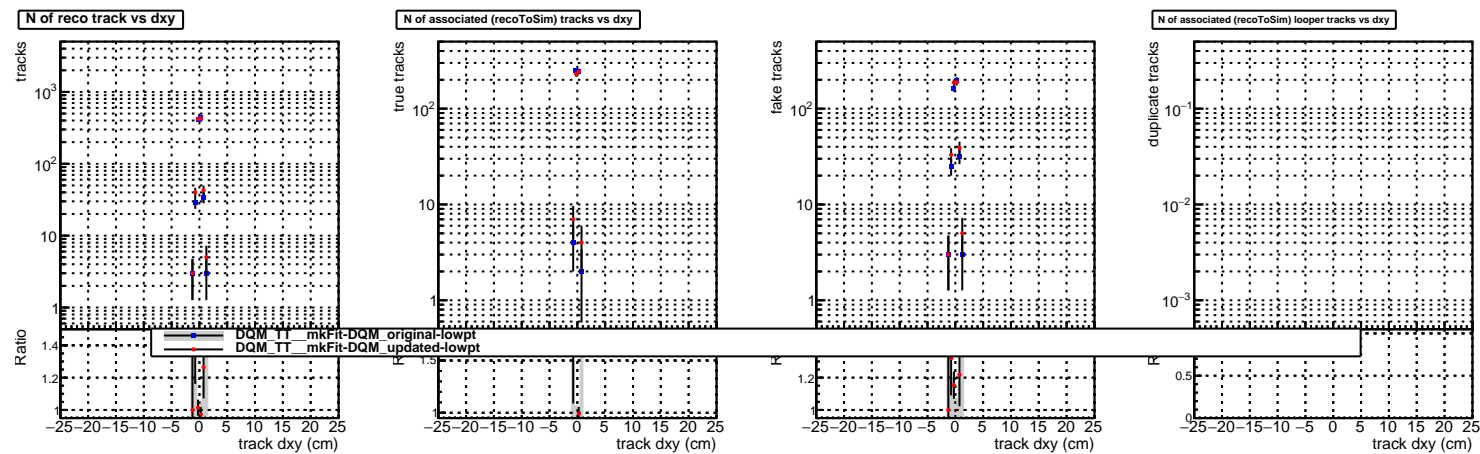 N of reco track vs dxy
tracks
10³
10²
10
1
Ratio
1.4
1.2
1
−25 −20 −15 −10 −5 0 5 10 15 20 25
track dxy (cm)
N of associated (recoToSim) tracks vs dxy
true tracks
10²
10
1
1.5
1
−25 −20 −15 −10 −5 0 5 10 15 20 25
track dxy (cm)
fake tracks
10²
10
1
1.2
1
−25 −20 −15 −10 −5 0 5 10 15 20 25
track dxy (cm)
N of associated (recoToSim) looper tracks vs dxy
duplicate tracks
10⁻¹
10⁻²
10⁻³
0.5
0
−25 −20 −15 −10 −5 0 5 10 15 20 25
track dxy (cm)
DQM_TT__mkFit-DQM_original-lowpt
DQM_TT__mkFit-DQM_updated-lowpt